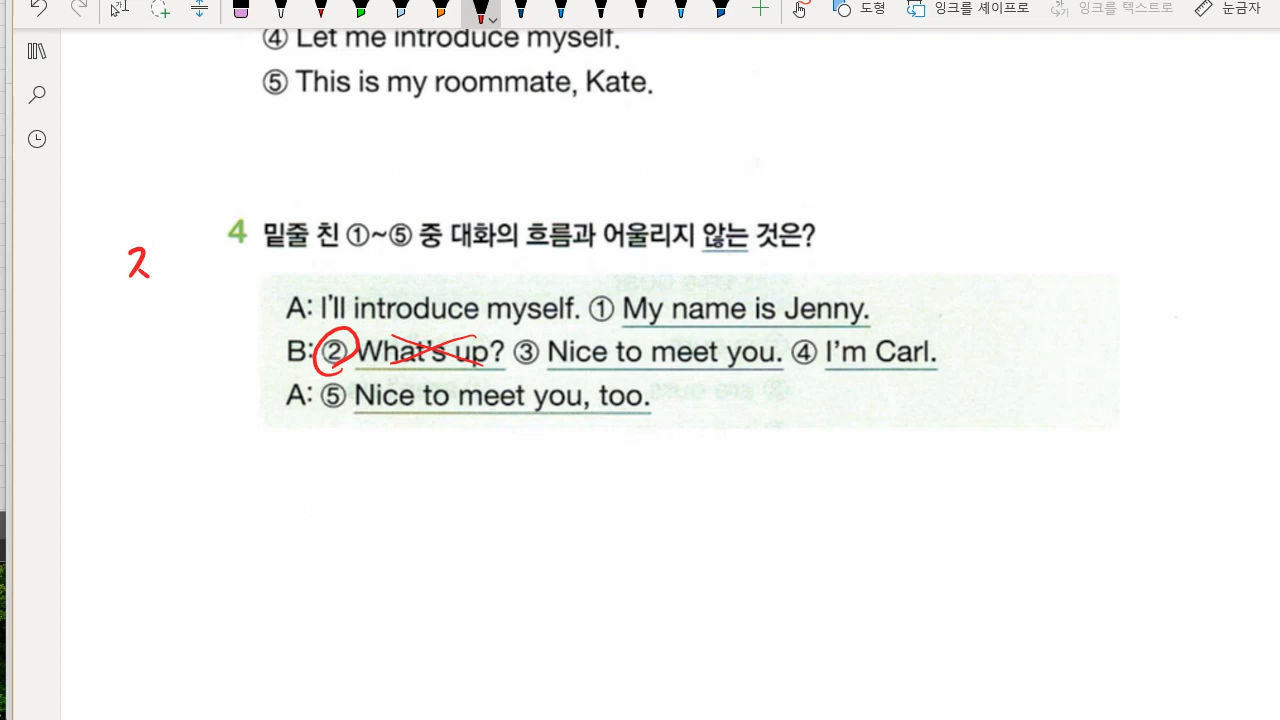 도형
잉크를 셰이프로
잉크를 텍스트로
눈금자
④ Let me introduce myself.
⑤ This is my roommate, Kate.
4 밑줄 친 ①~⑤ 중 대화의 흐름과 어울리지 않는 것은?
2
A: I'll introduce myself. ① My name is Jenny.
B: ② What's up? ③ Nice to meet you. ④ I'm Carl.
A: ⑤ Nice to meet you, too.